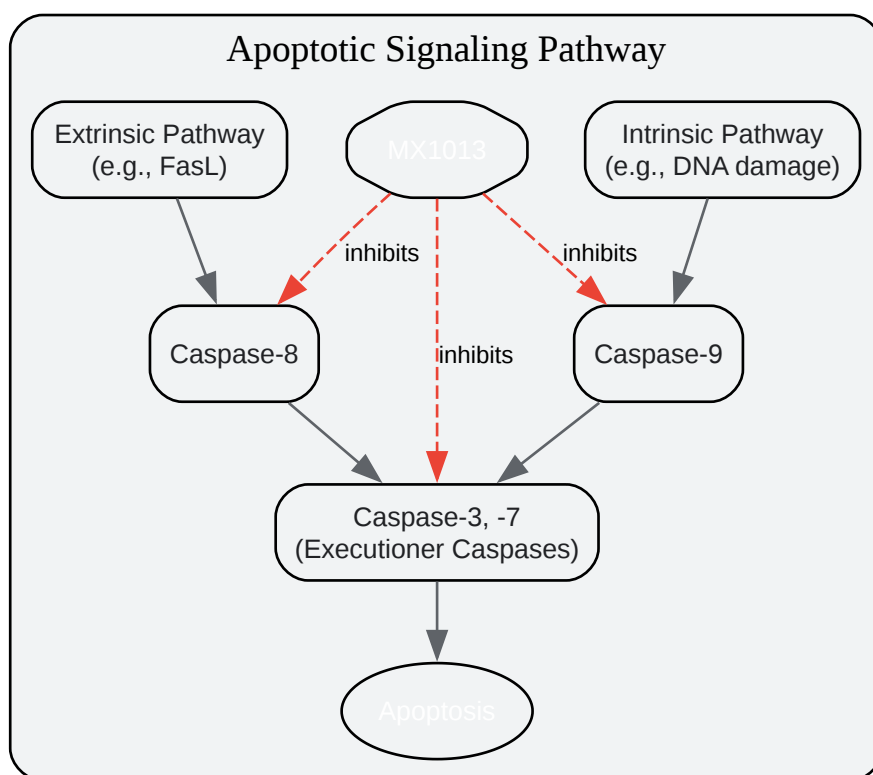 Apoptotic Signaling Pathway
Extrinsic Pathway
(e.g., FasL)
MX1013
Intrinsic Pathway
(e.g., DNA damage)
inhibits
inhibits
Caspase-8
inhibits
Caspase-9
Caspase-3, -7
(Executioner Caspases)
Apoptosis